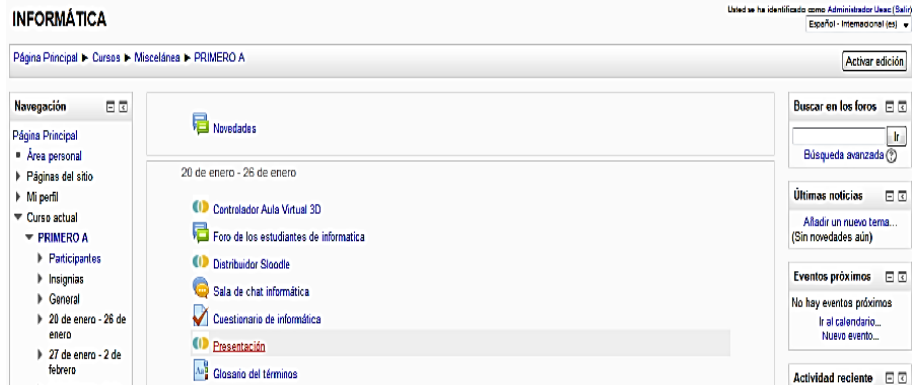 INFORMÁTICA
Usted se ha identificado como Administrador Ueac (Salir)
Español - Internacional (es)
Página Principal ► Cursos ► Miscelánea ► PRIMERO A
Activar edición
Navegación
Página Principal
Área personal
Páginas del sitio
Mi perfil
Curso actual
PRIMERO A
Participantes
Insignias
General
20 de enero - 26 de
enero
27 de enero - 2 de
febrero
Novedades
20 de enero - 26 de enero
Controlador Aula Virtual 3D
Foro de los estudiantes de informatica
Distribuidor Sloodle
Sala de chat informática
Cuestionario de informática
Presentación
Glosario del términos
Buscar en los foros
Ir
Búsqueda avanzada
Últimas noticias
Añadir un nuevo tema...
(Sin novedades aún)
Eventos próximos
No hay eventos próximos
Ir al calendario...
Nuevo evento...
Actividad reciente